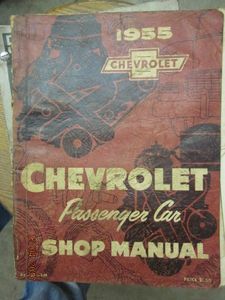 1955
CHEVROLET
CHEVROLET
Passenger Car
SHOP MANUAL